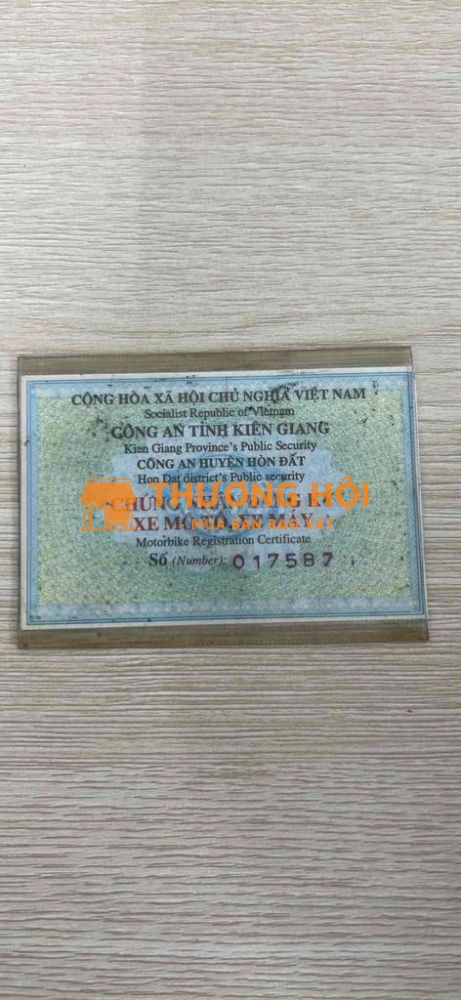 CỘNG HÒA XÃ HỘI CHỦ NGHĨA VIỆT NAM
Socialist Republic of Vietnam
CÔNG AN TỈNH KIÊN GIANG
Kien Giang Province's Public Security
CÔNG AN HUYỆN HÒN ĐẤT
Hon Dat district's Public security
THƯƠNG HỘI
MUA BÁN RAO VẶT
XE MÁY
Motorbike Registration Certificate
Số (Number): 017587